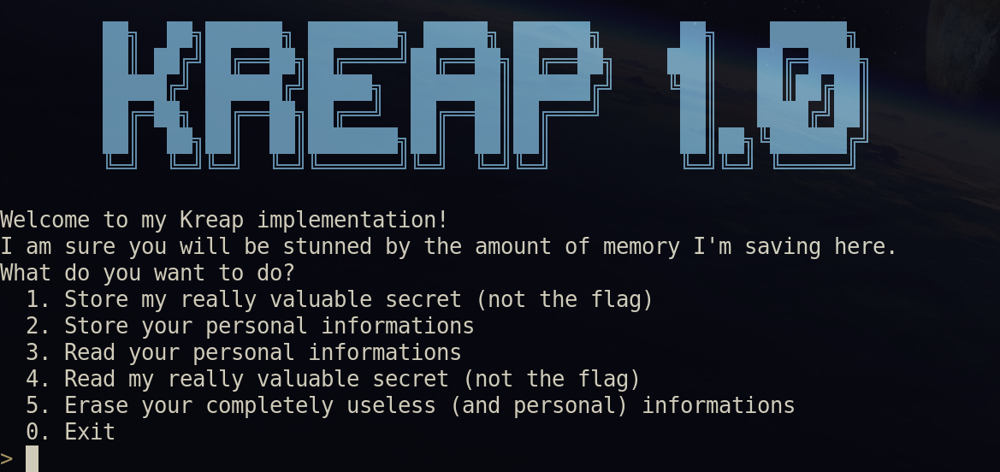 KREAP 1.0
Welcome to my Kreap implementation!
I am sure you will be stunned by the amount of memory I'm saving here.
What do you want to do?
1. Store my really valuable secret (not the flag)
2. Store your personal informations
3. Read your personal informations
4. Read my really valuable secret (not the flag)
5. Erase your completely useless (and personal) informations
0. Exit
>